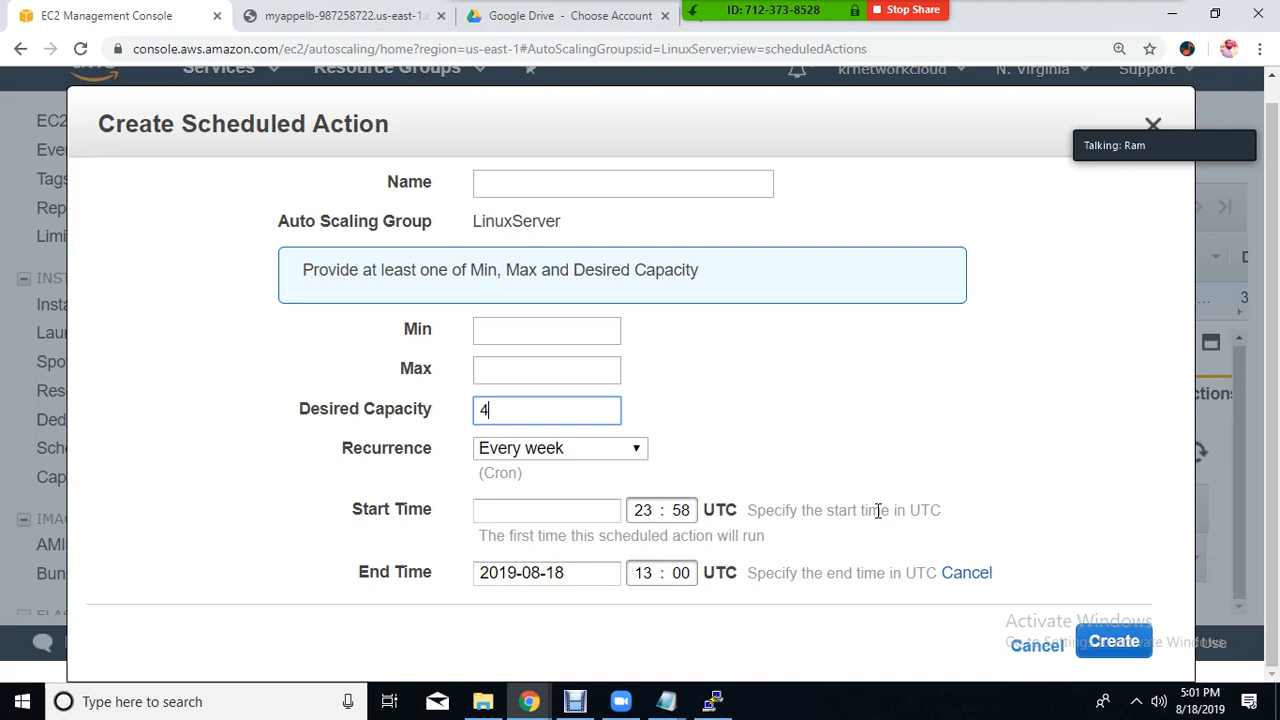 EC2 Management Console
myappelb-987258722.us-east-1.e
Google Drive - Choose Account
ID: 712-373-8528
Stop Share
console.aws.amazon.com/ec2/autoscaling/home?region=us-east-1#AutoScalingGroups:id=LinuxServer;view=scheduledActions
Services
Resource Groups
krnetworkcloud
N. Virginia
Support
Create Scheduled Action
Talking: Ram
Name
Auto Scaling Group
LinuxServer
Provide at least one of Min, Max and Desired Capacity
Min
Max
Desired Capacity
4
Recurrence
Every week
(Cron)
Start Time
23 : 58
UTC
Specify the start time in UTC
The first time this scheduled action will run
End Time
2019-08-18
13 : 00
UTC
Specify the end time in UTC
Cancel
Activate Windows
Cancel
Create
EC2
Eve
Tags
Rep
Limi
INS
Insta
Lau
Spo
Res
Ded
Sch
Cap
IMA
AMI
Bun
ctions
Use
Type here to search
5:01 PM
8/18/2019